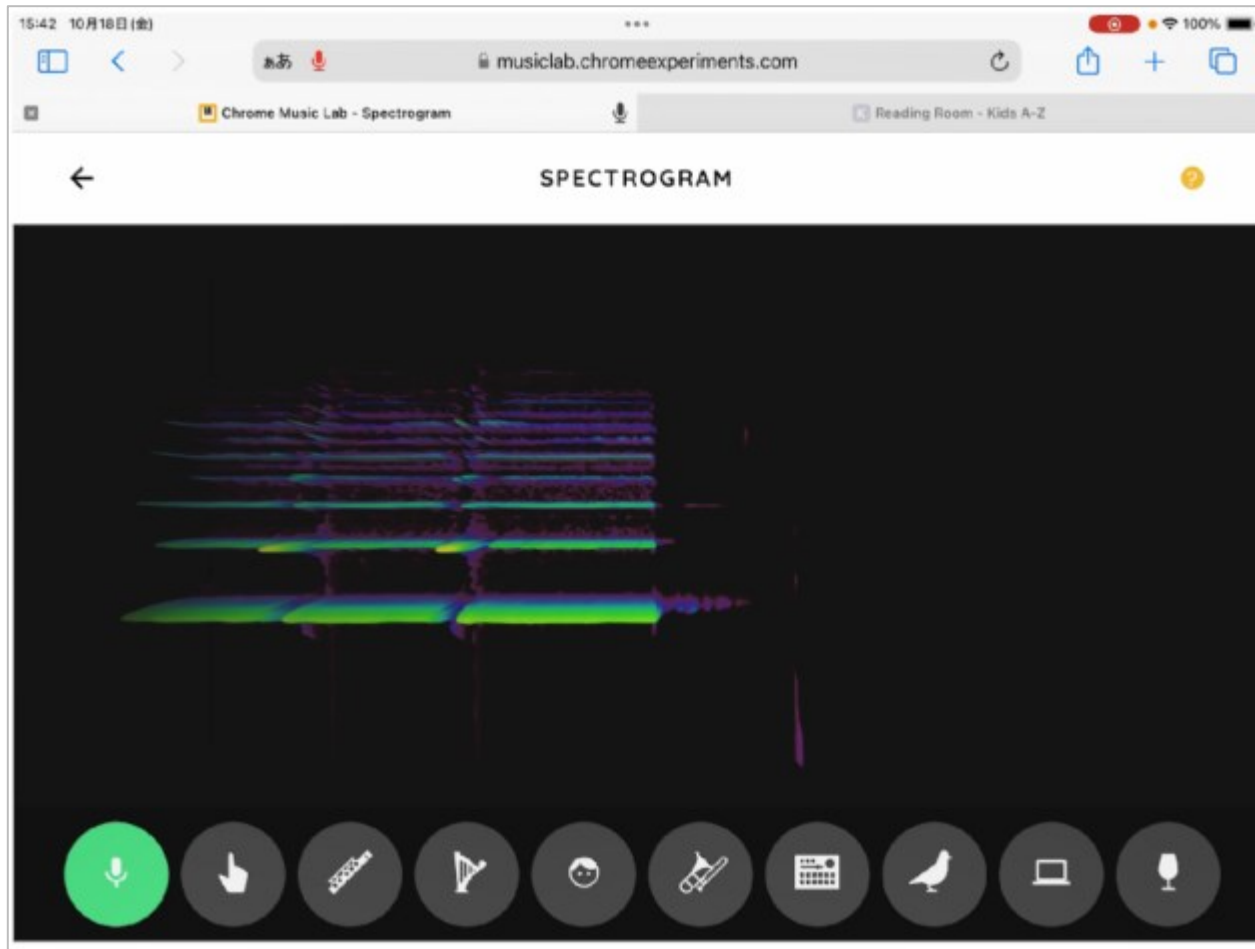 15:42 10月18日(金)
100%
ぁあ
musiclab.chromeexperiments.com
Chrome Music Lab - Spectrogram
Reading Room - Kids A-Z
SPECTROGRAM
?